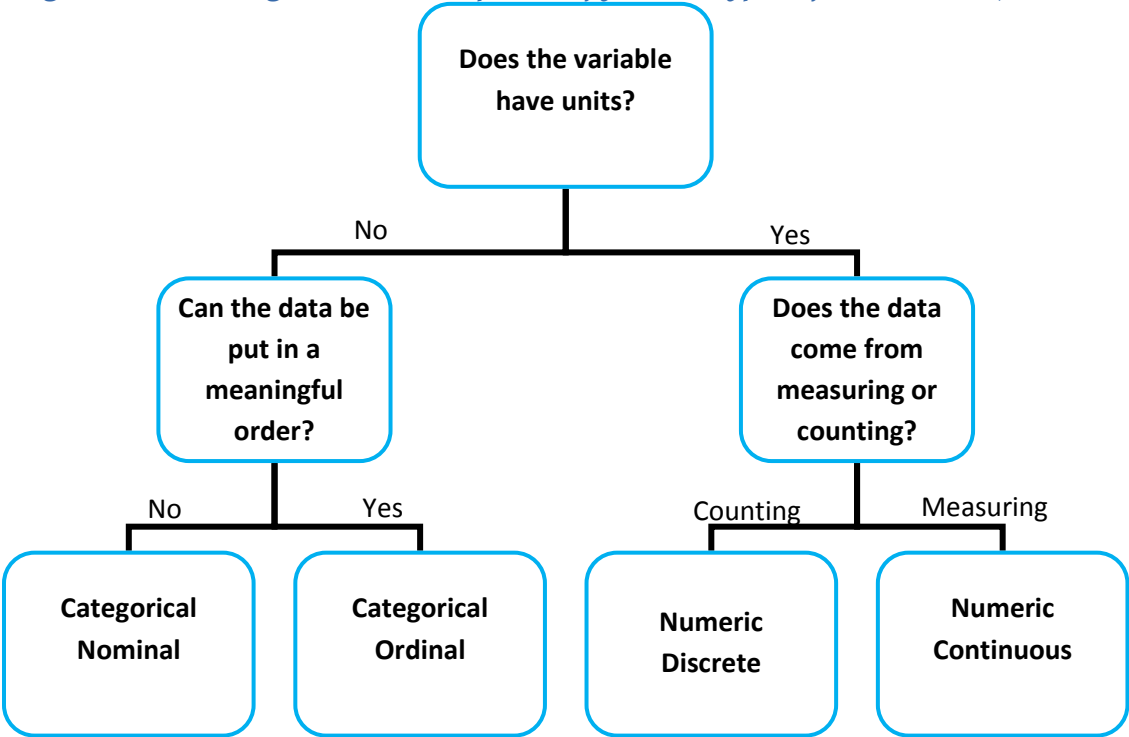 Does the variable
have units?
No
Yes
Can the data be
put in a
meaningful
order?
Does the data
come from
measuring or
counting?
No
Yes
Counting
Measuring
Categorical
Nominal
Categorical
Ordinal
Numeric
Discrete
Numeric
Continuous